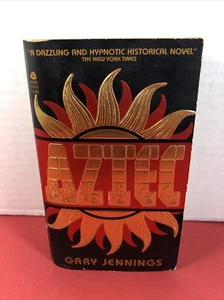 "A DAZZLING AND HYPNOTIC HISTORICAL NOVEL"
THE NEW YORK TIMES
AZTEC
GARY JENNINGS